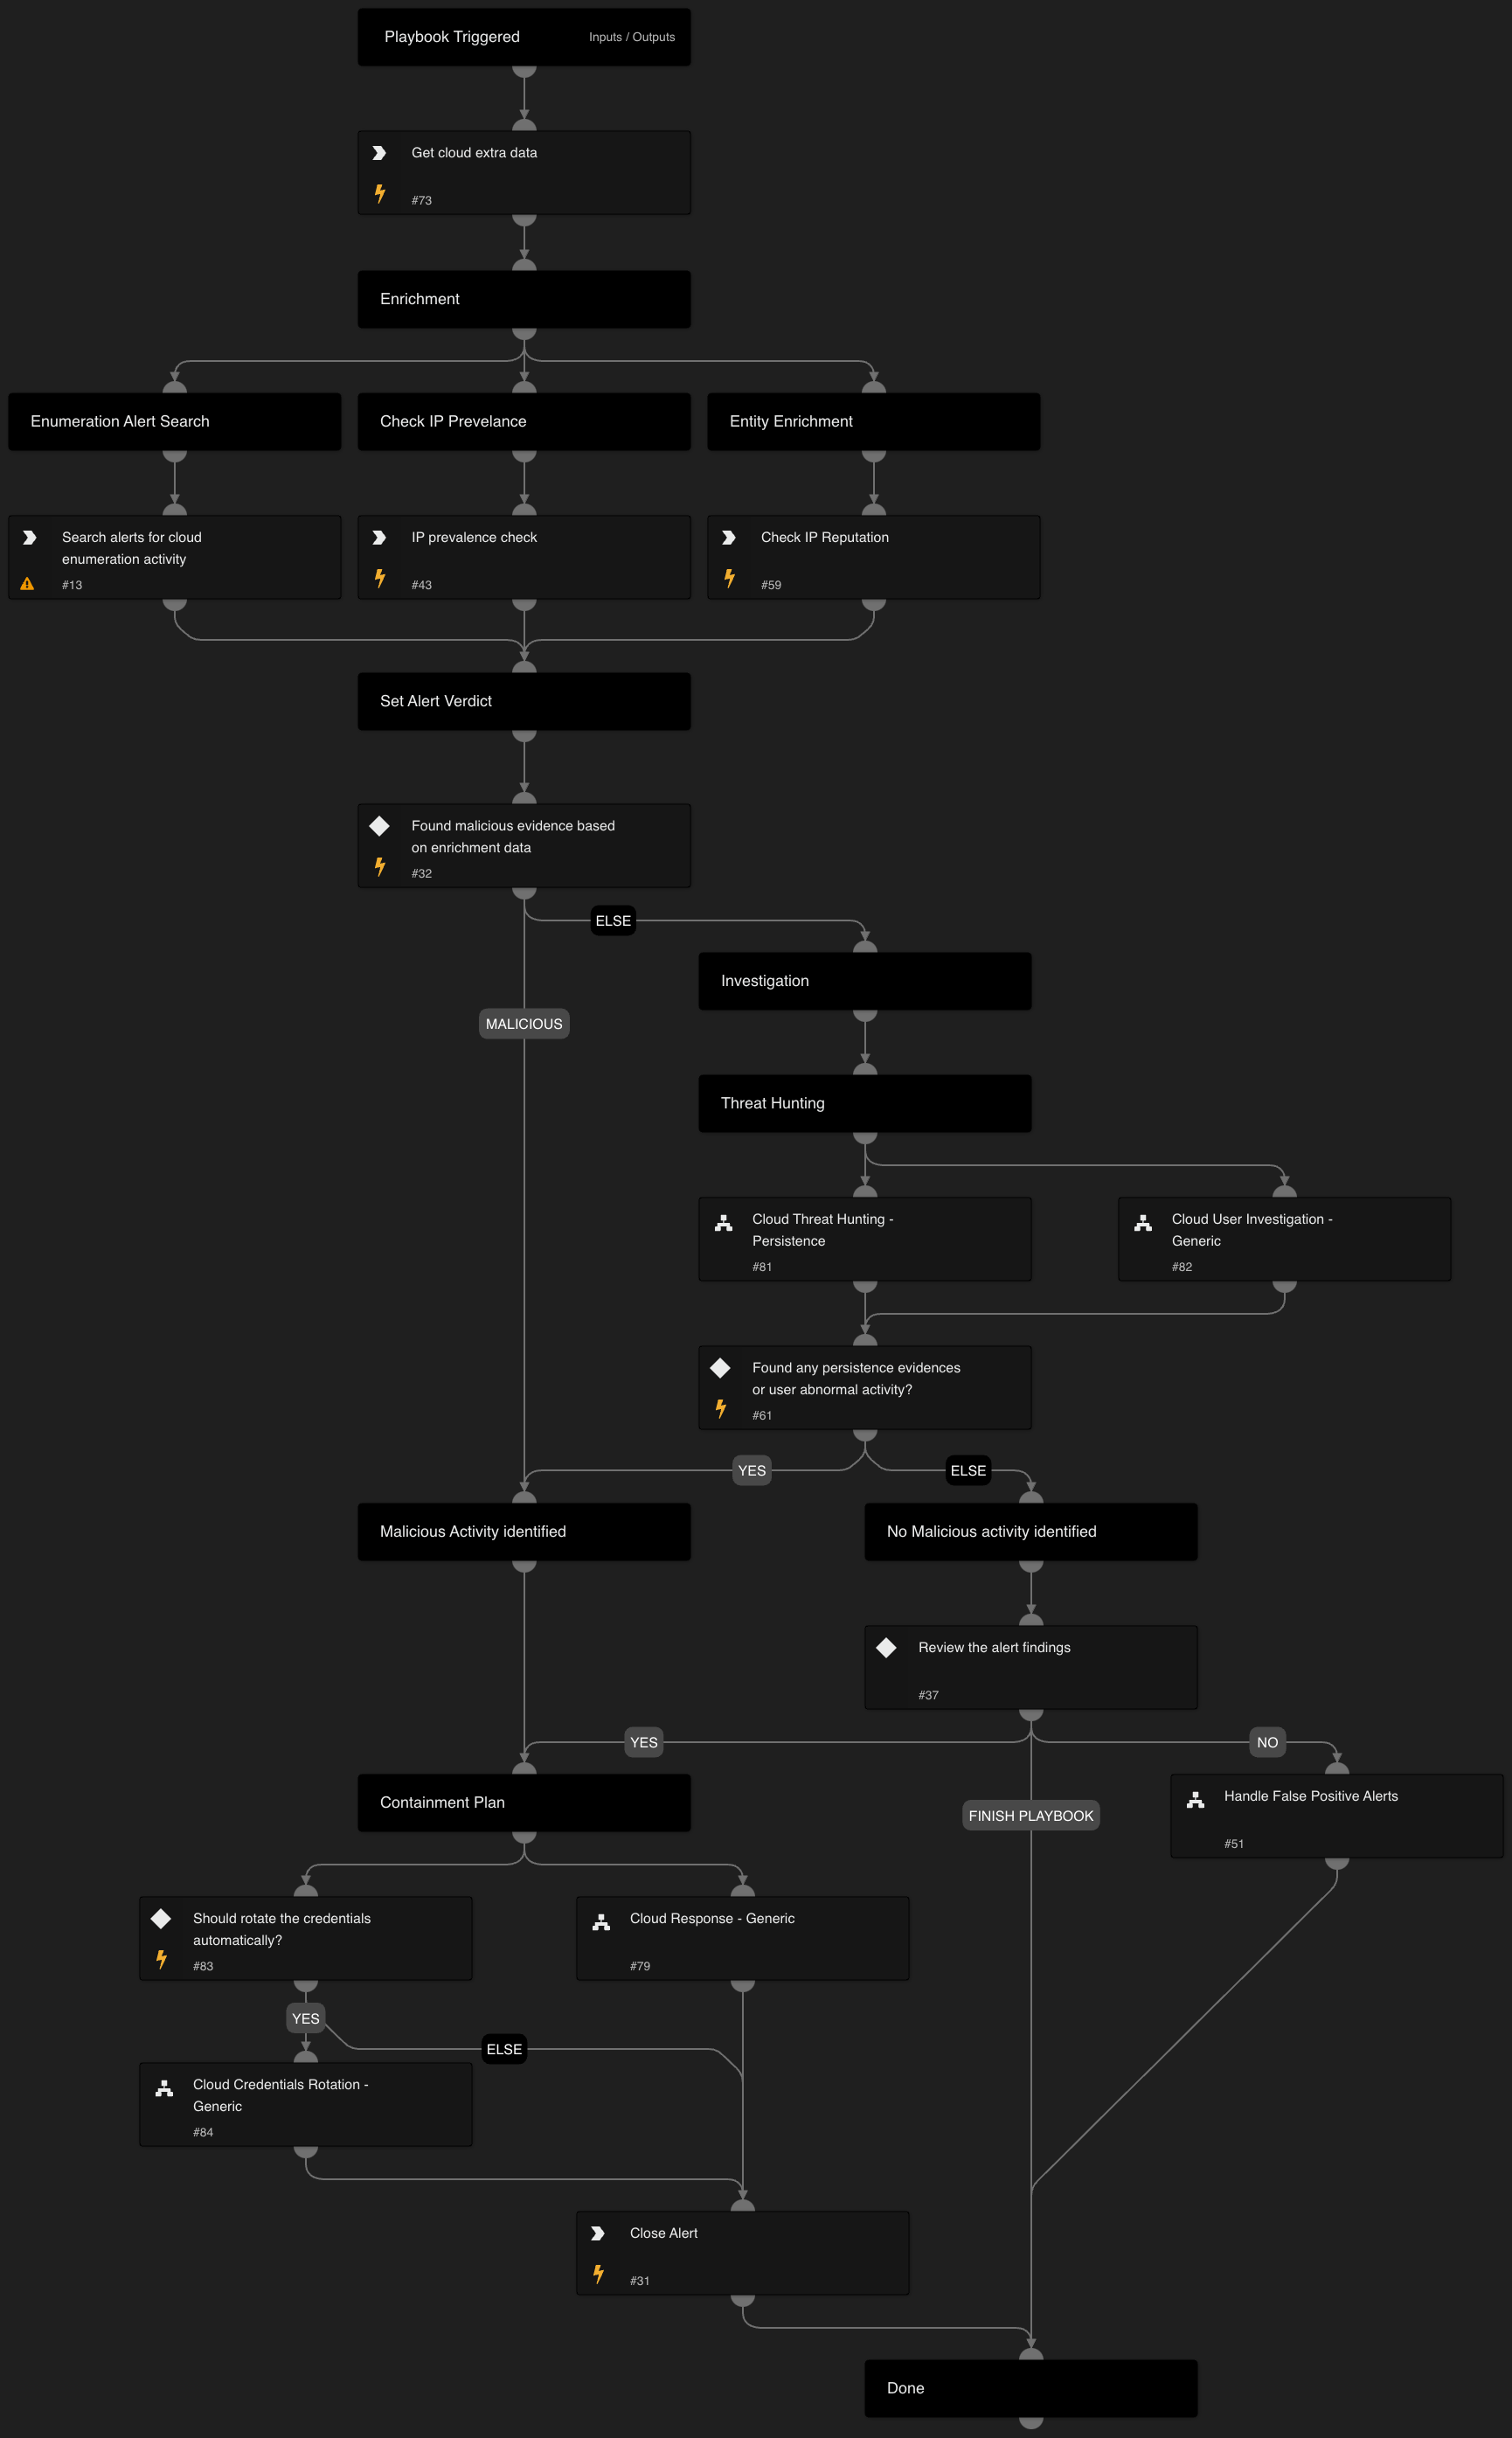 Playbook Triggered
Inputs / Outputs
Get cloud extra data
#73
Enrichment
Enumeration Alert Search
Check IP Prevelance
Entity Enrichment
Search alerts for cloud
enumeration activity
#13
IP prevalence check
#43
Check IP Reputation
#59
Set Alert Verdict
Found malicious evidence based
on enrichment data
#32
ELSE
Investigation
MALICIOUS
Threat Hunting
Cloud Threat Hunting -
Persistence
#81
Cloud User Investigation -
Generic
#82
Found any persistence evidences
or user abnormal activity?
#61
YES
ELSE
Malicious Activity identified
No Malicious activity identified
Review the alert findings
#37
YES
NO
Containment Plan
FINISH PLAYBOOK
Handle False Positive Alerts
#51
Should rotate the credentials
automatically?
#83
Cloud Response - Generic
#79
YES
ELSE
Cloud Credentials Rotation -
Generic
#84
Close Alert
#31
Done